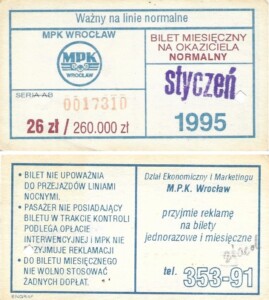 Ważny na linie normalne
MPK WROCŁAW
MPK
WROCŁAW
SERIA AB
0017310
26 zł / 260.000 zł
BILET MIESIĘCZNY
NA OKAZICIELA
NORMALNY
styczeń
1995
• BILET NIE UPOWAŻNIA
DO PRZEJAZDÓW LINIAMI
NOCNYMI.
• PASAŻER NIE POSIADAJĄCY
BILETU W TRAKCIE KONTROLI
PODLEGA OPŁACIE
INTERWENCYJNEJ I MPK NIE
PRZYJMUJE REKLAMACJI
• DO BILETU MIESIĘCZNEGO
NIE WOLNO STOSOWAĆ
ŻADNYCH DOPŁAT.
Dział Ekonomiczny i Marketingu
M.P.K. Wrocław
przyjmie reklamę
na bilety
jednorazowe i miesięczne
tel. 353-91